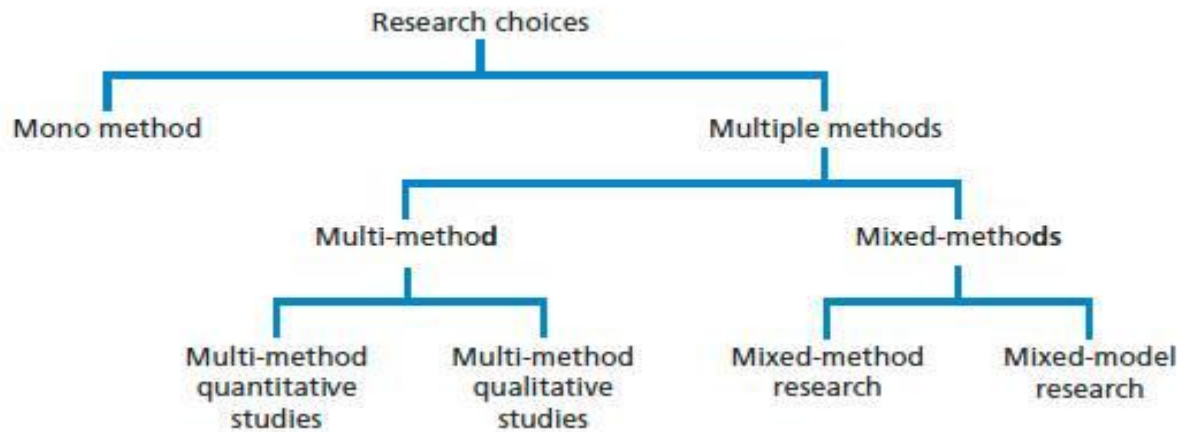 Research choices
Mono method
Multiple methods
Multi-method
Mixed-methods
Multi-method
quantitative
studies
Multi-method
qualitative
studies
Mixed-method
research
Mixed-model
research